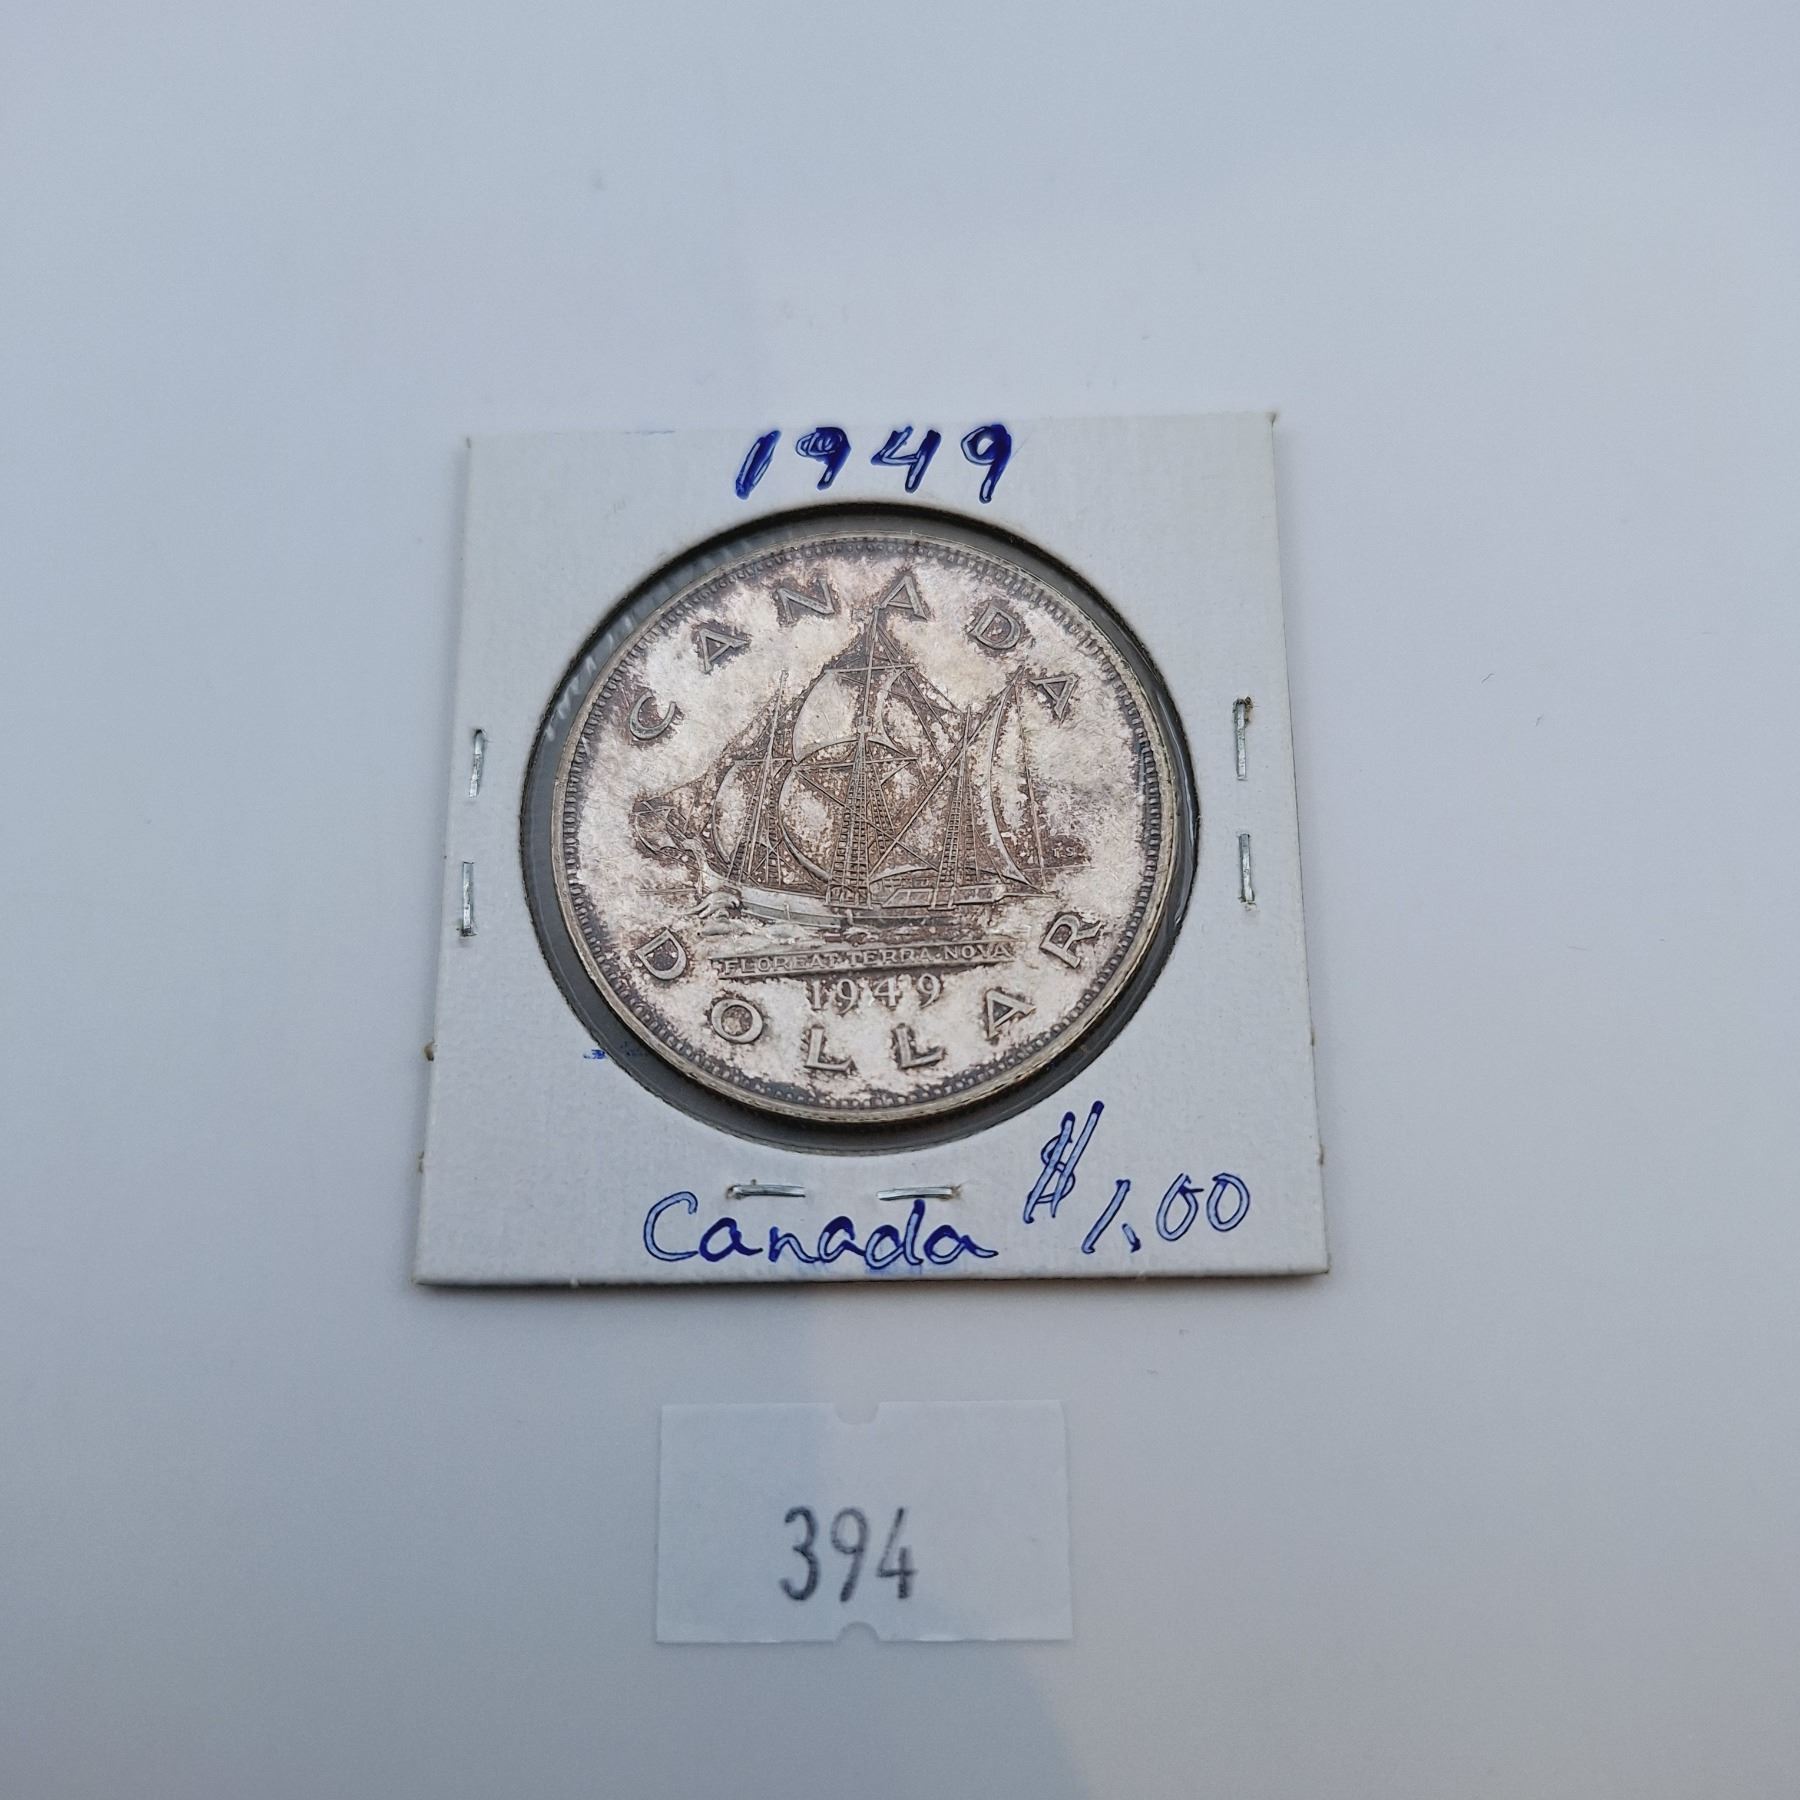 1949
CANADA
T.S.
FLOREAT TERRA NOVA
1949
DOLLAR
Canada $1.00
394